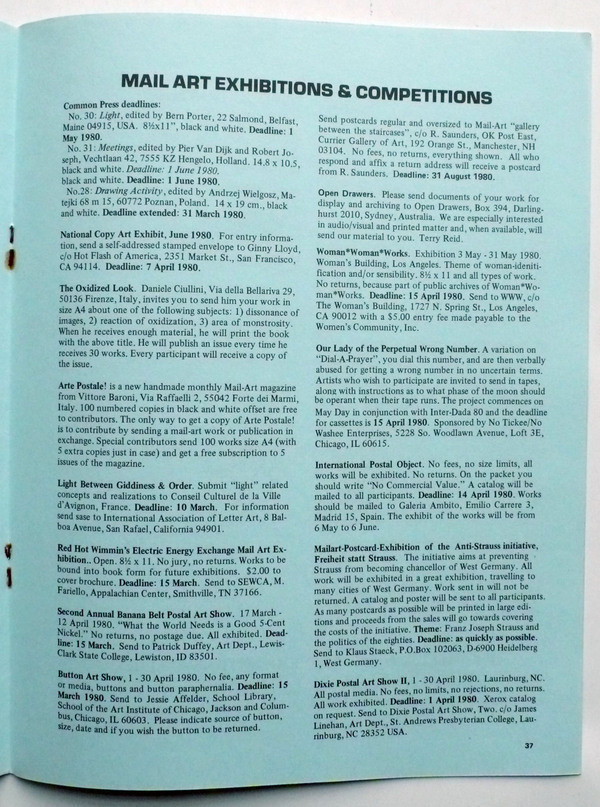 MAIL ART EXHIBITIONS & COMPETITIONS
Common Press deadlines:
No. 30: Light, edited by Bern Porter, 22 Salmond, Belfast,
Maine 04915, USA. 8½x11", black and white. Deadline: 1
May 1980.
No. 31: Meetings, edited by Pier Van Dijk and Robert Jo-
seph, Vechtlaan 42, 7555 KZ Hengelo, Holland. 14,8 x 10.5,
black and white. Deadline: 1 June 1980.
black and white. Deadline: 1 June 1980.
No.28: Drawing Activity, edited by Andrzej Wielgosz, Ma-
tejki 68 m 15, 60772 Poznan, Poland. 14 x 19 cm., black
and white. Deadline extended: 31 March 1980.
National Copy Art Exhibit, June 1980. For entry informa-
tion, send a self-addressed stamped envelope to Ginny Lloyd,
c/o Hot Flash of America, 2351 Market St., San Francisco,
CA 94114. Deadline: 7 April 1980.
The Oxidized Look. Daniele Ciullini, Via della Bellariva 29,
50136 Firenze, Italy, invites you to send him your work in
size A4 about one of the following subjects: 1) dissonance of
images, 2) reaction of oxidization, 3) area of monstrosity.
When he receives enough material, he will print the book
with the above title. He will publish an issue every time he
receives 30 works. Every participant will receive a copy of
the issue.
Arte Postale! is a new handmade monthly Mail-Art magazine
from Vittore Baroni, Via Raffaelli 2, 55042 Forte dei Marmi,
Italy. 100 numbered copies in black and white offset are free
to contributors. The only way to get a copy of Arte Postale!
is to contribute by sending a mail-art work or publication in
exchange. Special contributors send 100 works size A4 (with
5 extra copies just in case) and get a free subscription to 5
issues of the magazine.
Light Between Giddiness & Order. Submit "light" related
concepts and realizations to Conseil Culturel de la Ville
d'Avignon, France. Deadline: 10 March. For information
send sase to International Association of Letter Art, 8 Bal-
boa Avenue, San Rafael, California 94901.
Red Hot Wimmin's Electric Energy Exchange Mail Art Ex-
hibition.. Open. 8½ x 11. No jury, no returns. Works to be
bound into book form for future exhibitions. $2.00 to
cover brochure. Deadline: 15 March. Send to SEWCA, M.
Fariello, Appalachian Center, Smithville, TN 37166.
Second Annual Banana Belt Postal Art Show. 17 March -
12 April 1980. "What the World Needs is a Good 5-Cent
Nickel." No returns, no postage due. All exhibited. Dead-
line: 15 March. Send to Patrick Duffey, Art Dept., Lewis-
Clark State College, Lewiston, ID 83501.
Button Art Show, 1 - 30 April 1980. No fee, any format
or media, buttons and button paraphernalia. Deadline: 15
March 1980. Send to Jessie Affelder, School Library,
School of the Art Institute of Chicago, Jackson and Colum-
bus, Chicago, IL 60603. Please indicate source of button,
size, date and if you wish the button to be returned.
Send postcards regular and oversized to Mail-Art "gallery
between the staircases", c/o R. Saunders, OK Post East,
Currier Gallery of Art, 192 Orange St., Manchester, NH
03104. No fees, no returns, everything shown. All who
respond and affix a return address will receive a postcard
from R. Saunders. Deadline: 31 August 1980.
Open Drawers. Please send documents of your work for
display and archiving to Open Drawers, Box 394, Darling-
hurst 2010, Sydney, Australia. We are especially interested
in audio/visual and printed matter and, when available, will
send our material to you. Terry Reid.
Woman*Woman*Works. Exhibition 3 May - 31 May 1980.
Woman's Building, Los Angeles. Theme of woman-ideniti-
fication and/or sensibility. 8½ x 11 and all types of work.
No returns, because part of public archives of Woman*Wo-
man*Works. Deadline: 15 April 1980. Send to WWW, c/o
The Woman's Building, 1727 N. Spring St., Los Angeles,
CA 90012 with a $5.00 entry fee made payable to the
Women's Community, Inc.
Our Lady of the Perpetual Wrong Number. A variation on
"Dial-A-Prayer", you dial this number, and are then verbally
abused for getting a wrong number in no uncertain terms.
Artists who wish to participate are invited to send in tapes,
along with instructions as to what phase of the moon should
be operant when their tape runs. The project commences on
May Day in conjunction with Inter-Dada 80 and the deadline
for cassettes is 15 April 1980. Sponsored by No Tickee/No
Washee Enterprises, 5228 So. Woodlawn Avenue, Loft 3E,
Chicago, IL 60615.
International Postal Object. No fees, no size limits, all
works will be exhibited. No returns. On the packet you
should write "No Commercial Value." A catalog will be
mailed to all participants. Deadline: 14 April 1980. Works
should be mailed to Galeria Ambito, Emilio Carrere 3,
Madrid 15, Spain. The exhibit of the works will be from
6 May to 6 June.
Mailart-Postcard-Exhibition of the Anti-Strauss initiative,
Freiheit statt Strauss. The initiative aims at preventing
Strauss from becoming chancellor of West Germany. All
work will be exhibited in a great exhibition, travelling to
many cities of West Germany. Work sent in will not be
returned. A catalog and poster will be sent to all participants.
As many postcards as possible will be printed in large edi-
tions and proceeds from the sales will go towards covering
the costs of the initiative. Theme: Franz Joseph Strauss and
the politics of the eighties. Deadline: as quickly as possible.
Send to Klaus Staeck, P.O.Box 102063, D-6900 Heidelberg
1, West Germany.
Dixie Postal Art Show II, 1 - 30 April 1980. Laurinburg, NC.
All postal media. No fees, no limits, no rejections, no returns.
All work exhibited. Deadline: 1 April 1980. Xerox catalog
on request. Send to Dixie Postal Art Show, Two. c/o James
Linehan, Art Dept., St. Andrews Presbyterian College, Lau-
rinburg, NC 28352 USA.
37